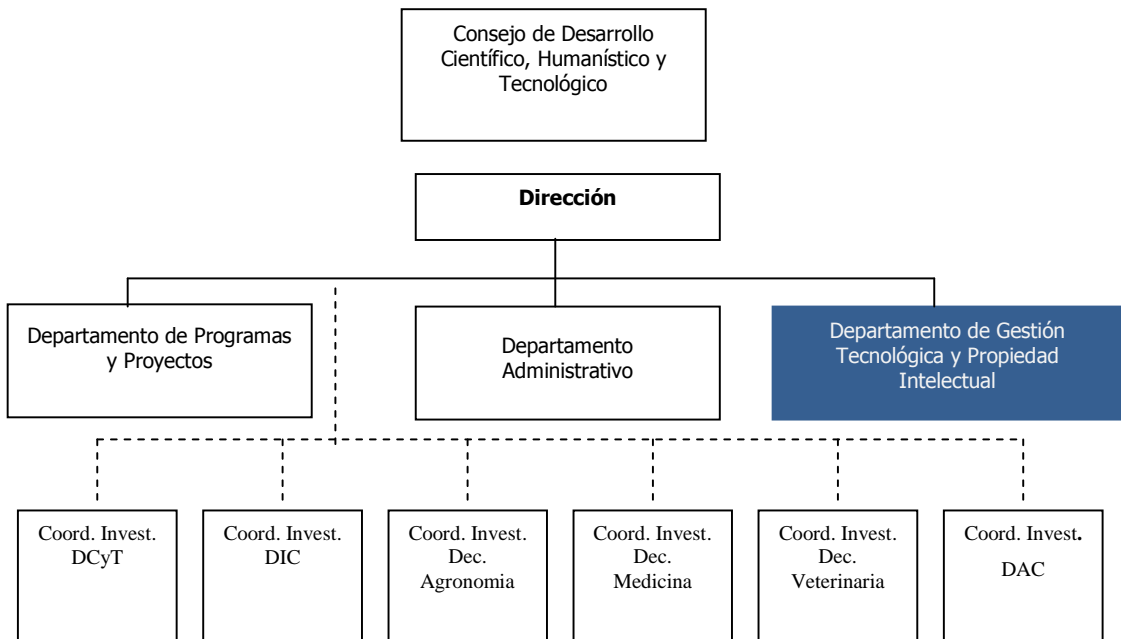 Consejo de Desarrollo
Científico, Humanístico y
Tecnológico
Dirección
Departamento de Programas
y Proyectos
Departamento
Administrativo
Departamento de Gestión
Tecnológica y Propiedad
Intelectual
Coord. Invest.
DCyT
Coord. Invest.
DIC
Coord. Invest.
Dec.
Agronomia
Coord. Invest.
Dec.
Medicina
Coord. Invest.
Dec.
Veterinaria
Coord. Invest.
DAC